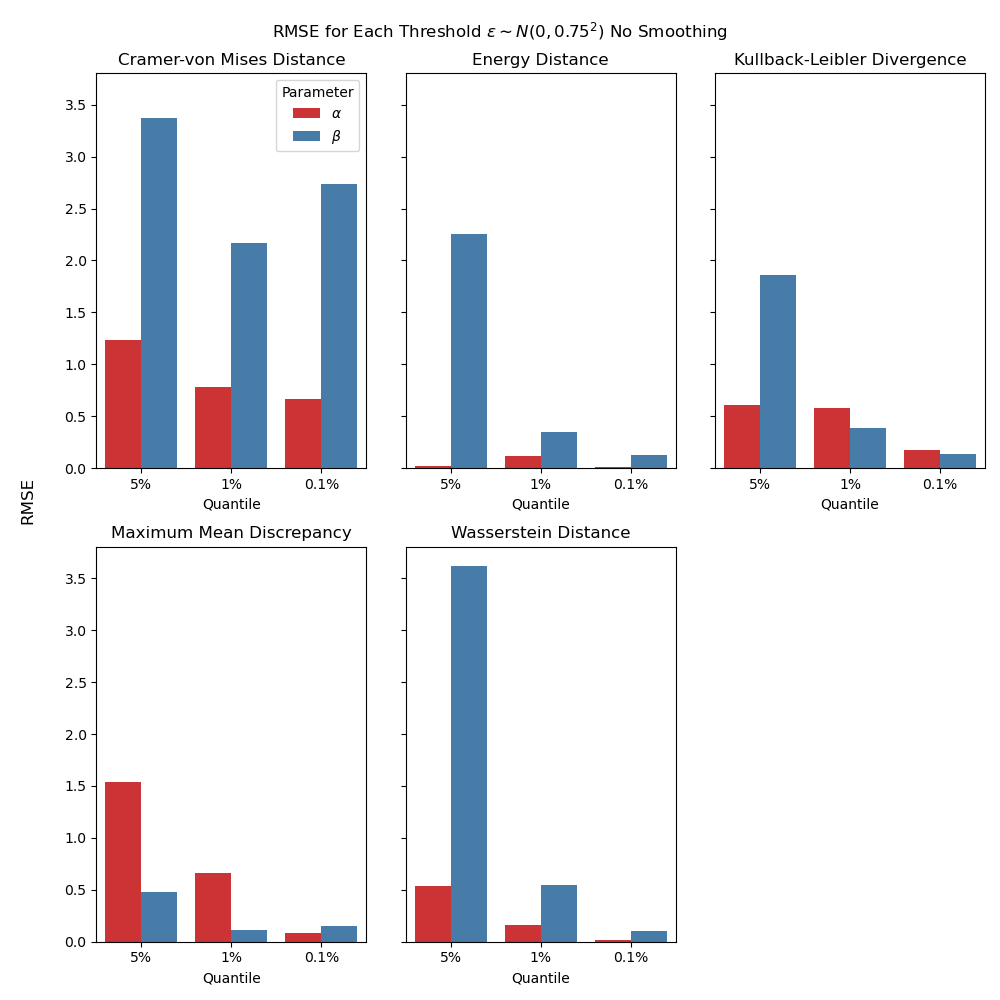 RMSE for Each Threshold ε ~ N(0, 0.75²) No Smoothing
Cramer-von Mises Distance
Energy Distance
Kullback-Leibler Divergence
Parameter
α
β
3.5
3.0
2.5
2.0
1.5
1.0
0.5
0.0
5% 1% 0.1%
Quantile
5% 1% 0.1%
Quantile
5% 1% 0.1%
Quantile
RMSE
Maximum Mean Discrepancy
Wasserstein Distance
3.5
3.0
2.5
2.0
1.5
1.0
0.5
0.0
5% 1% 0.1%
Quantile
5% 1% 0.1%
Quantile